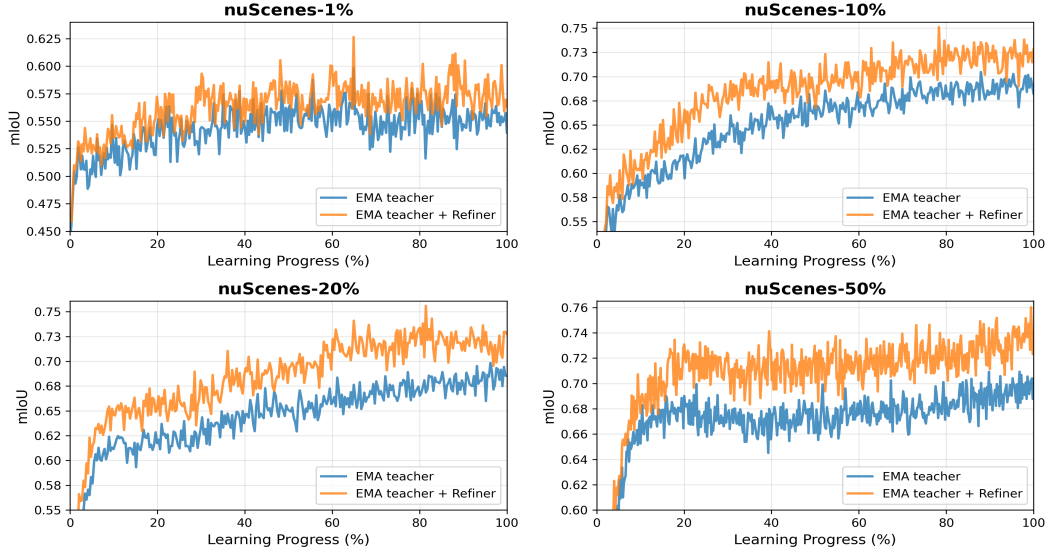 nuScenes-1%
mIoU
0.625
0.600
0.575
0.550
0.525
0.500
0.475
0.450
0
20
40
60
80
100
Learning Progress (%)
EMA teacher
EMA teacher + Refiner
nuScenes-10%
mIoU
0.75
0.73
0.70
0.68
0.65
0.62
0.60
0.58
0.55
0
20
40
60
80
100
Learning Progress (%)
EMA teacher
EMA teacher + Refiner
nuScenes-20%
mIoU
0.75
0.73
0.70
0.68
0.65
0.62
0.60
0.58
0.55
0
20
40
60
80
100
Learning Progress (%)
EMA teacher
EMA teacher + Refiner
nuScenes-50%
mIoU
0.76
0.74
0.72
0.70
0.68
0.66
0.64
0.62
0.60
0
20
40
60
80
100
Learning Progress (%)
EMA teacher
EMA teacher + Refiner